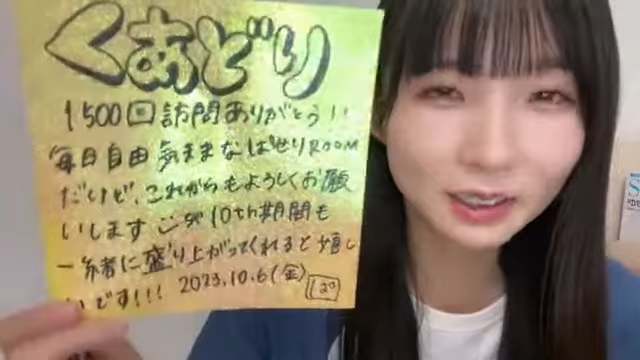 くあどり
1500回訪問ありがとう!!
毎日自由気ままなぱせりROOM
だけど、これからもよろしくお願
いします 10th期間も
一緒に盛り上がってくれると嬉し
いです!!! 2023.10.6(金)